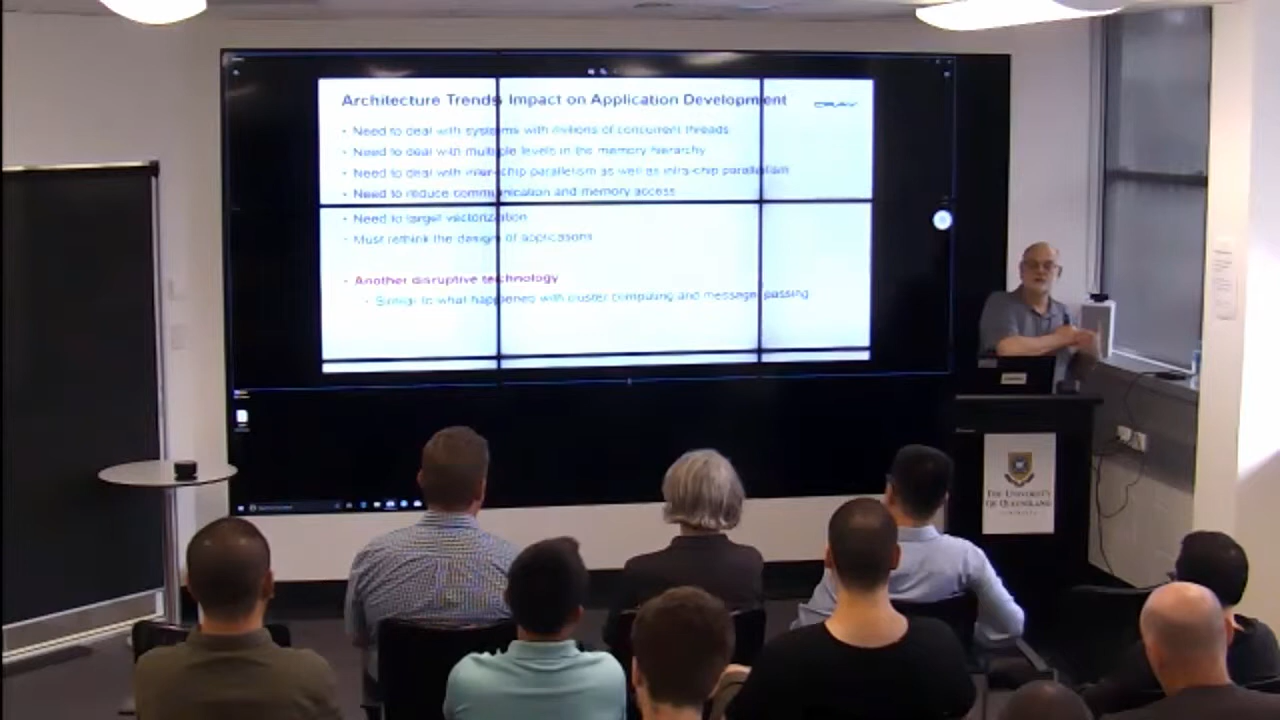 Architecture Trends Impact on Application Development
CRAY
• Need to deal with systems with millions of concurrent threads
• Need to deal with multiple levels in the memory hierarchy
• Need to deal with inter-chip parallelism as well as intra-chip parallelism
• Need to reduce communication and memory access
• Need to target vectorization
• Must rethink the design of applications
• Another disruptive technology
• Similar to what happened with cluster computing and message passing
THE UNIVERSITY
OF QUEENSLAND
AUSTRALIA